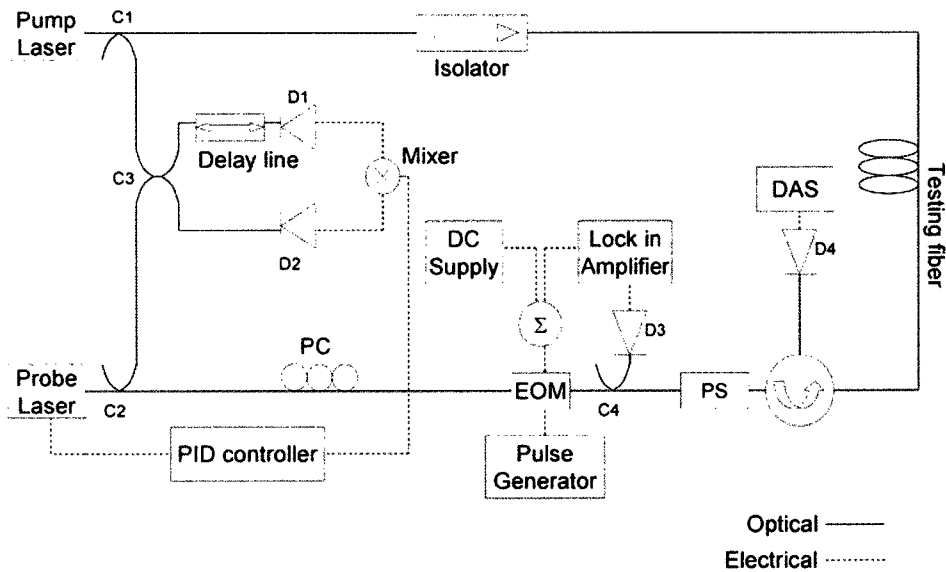 Pump
Laser
C1
Isolator
D1
Delay line
C3
Mixer
D2
DC
Supply
Lock in
Amplifier
DAS
D4
Testing fiber
Σ
D3
PC
Probe
Laser
C2
EOM
C4
PS
PID controller
Pulse
Generator
Optical
Electrical